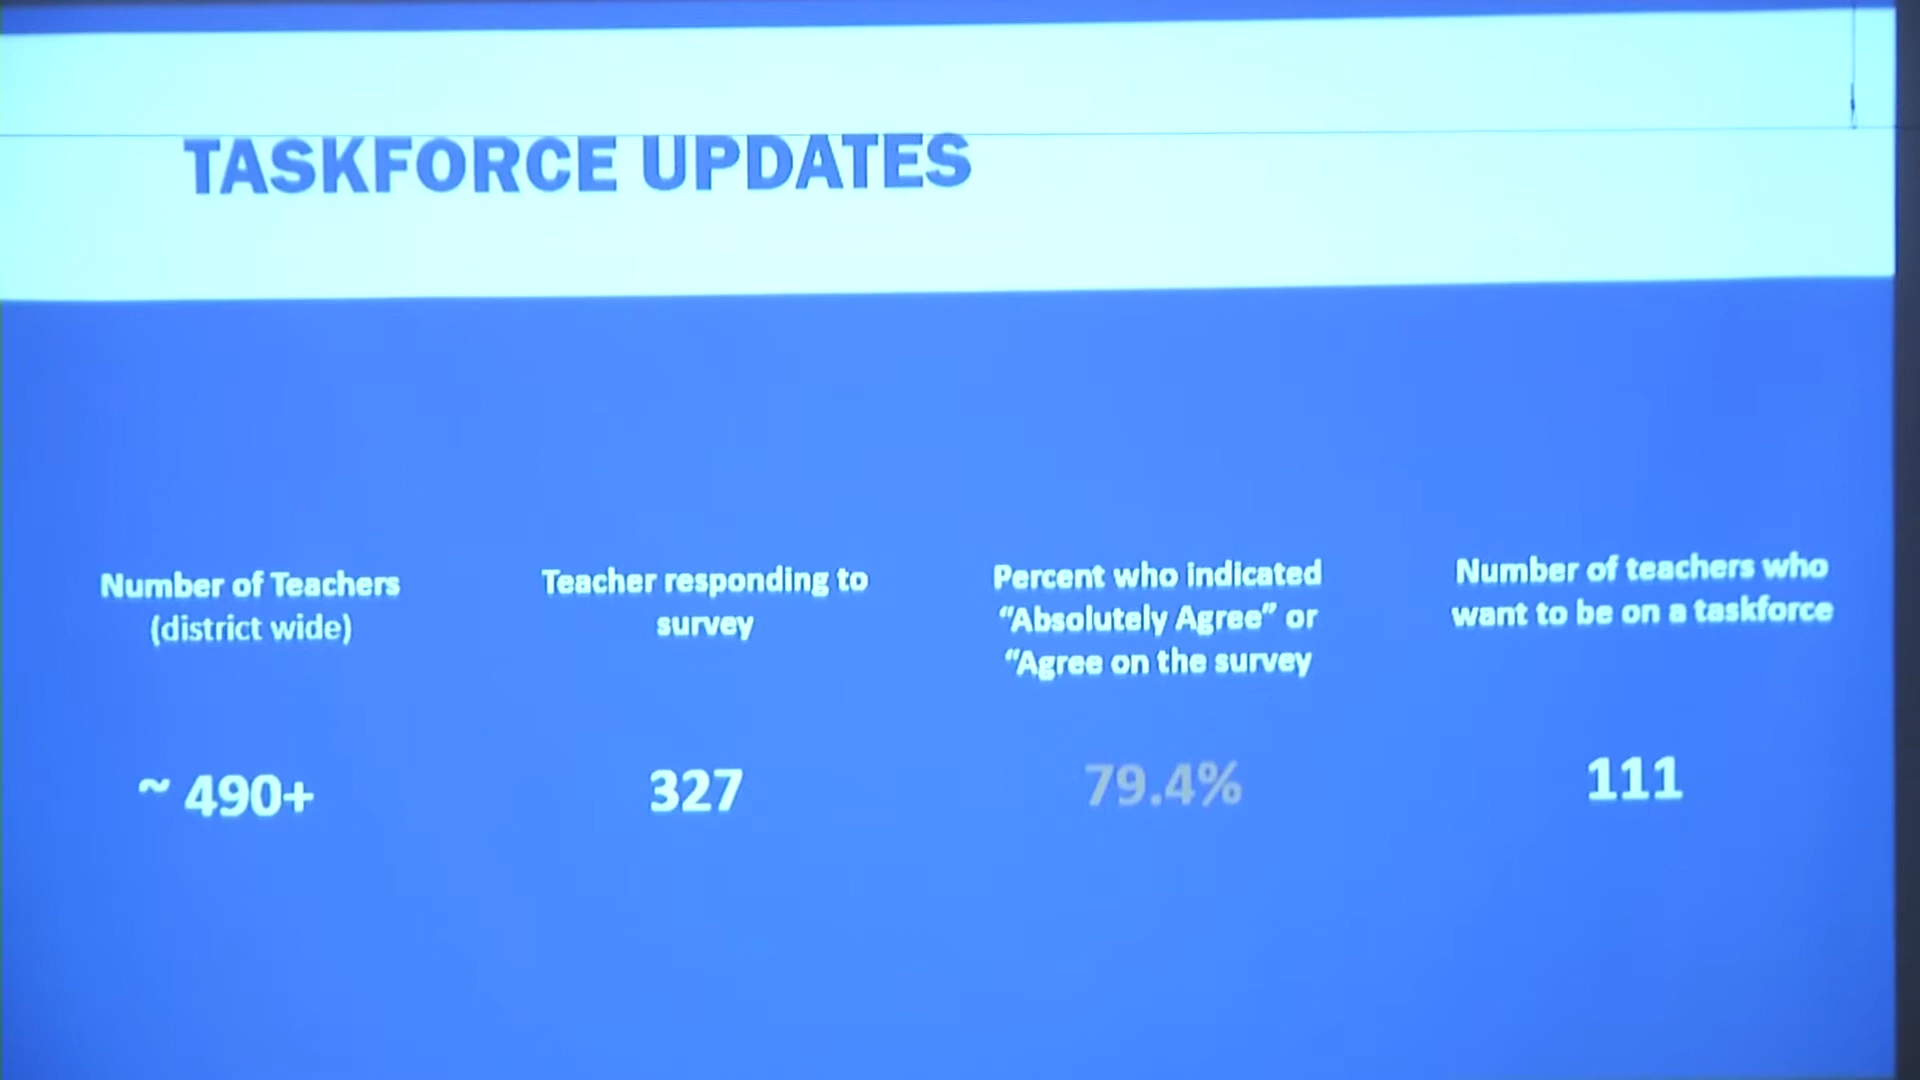 TASKFORCE UPDATES
Number of Teachers
(district wide)
~ 490+
Teacher responding to
survey
327
Percent who indicated
“Absolutely Agree” or
“Agree on the survey
79.4%
Number of teachers who
want to be on a taskforce
111